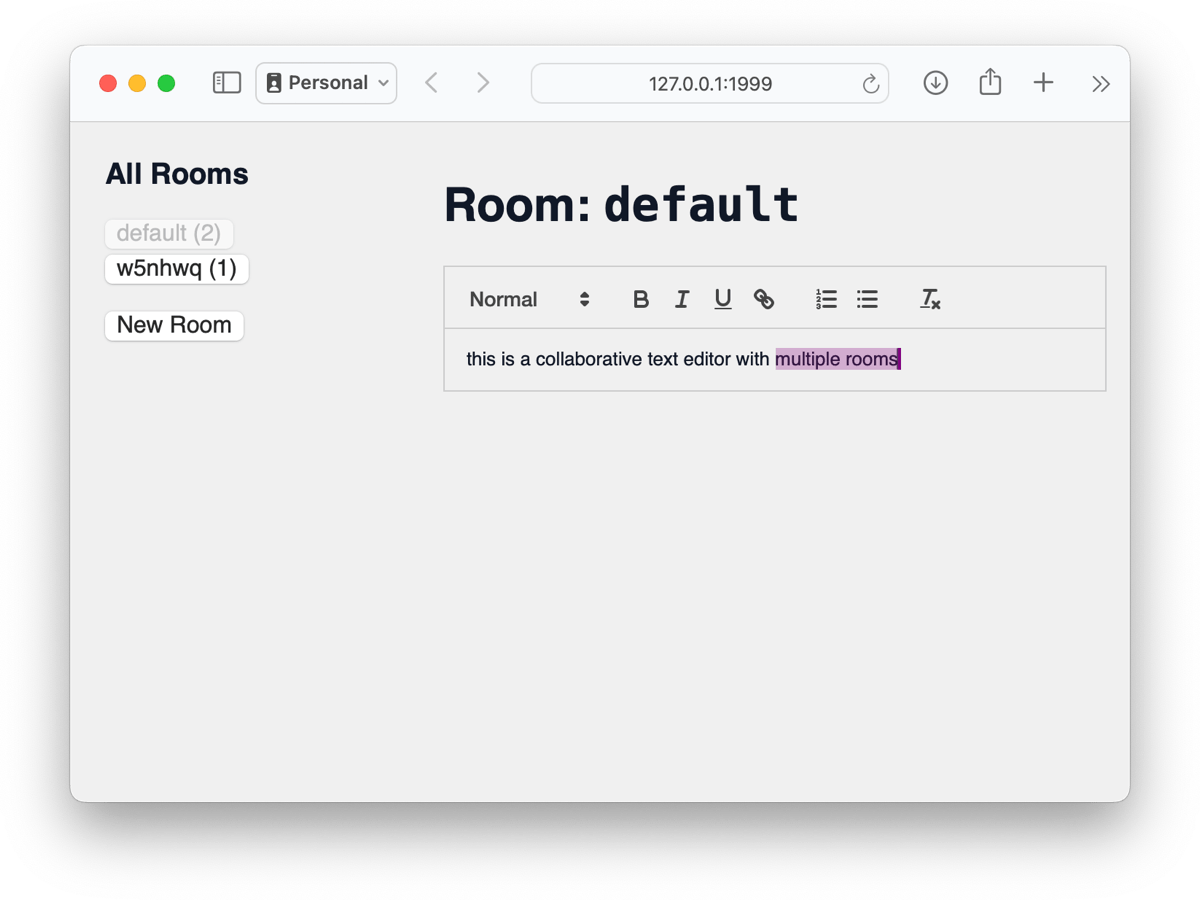 Personal
127.0.0.1:1999
All Rooms
default (2)
w5nhwq (1)
New Room
Room: default
Normal
this is a collaborative text editor with multiple rooms